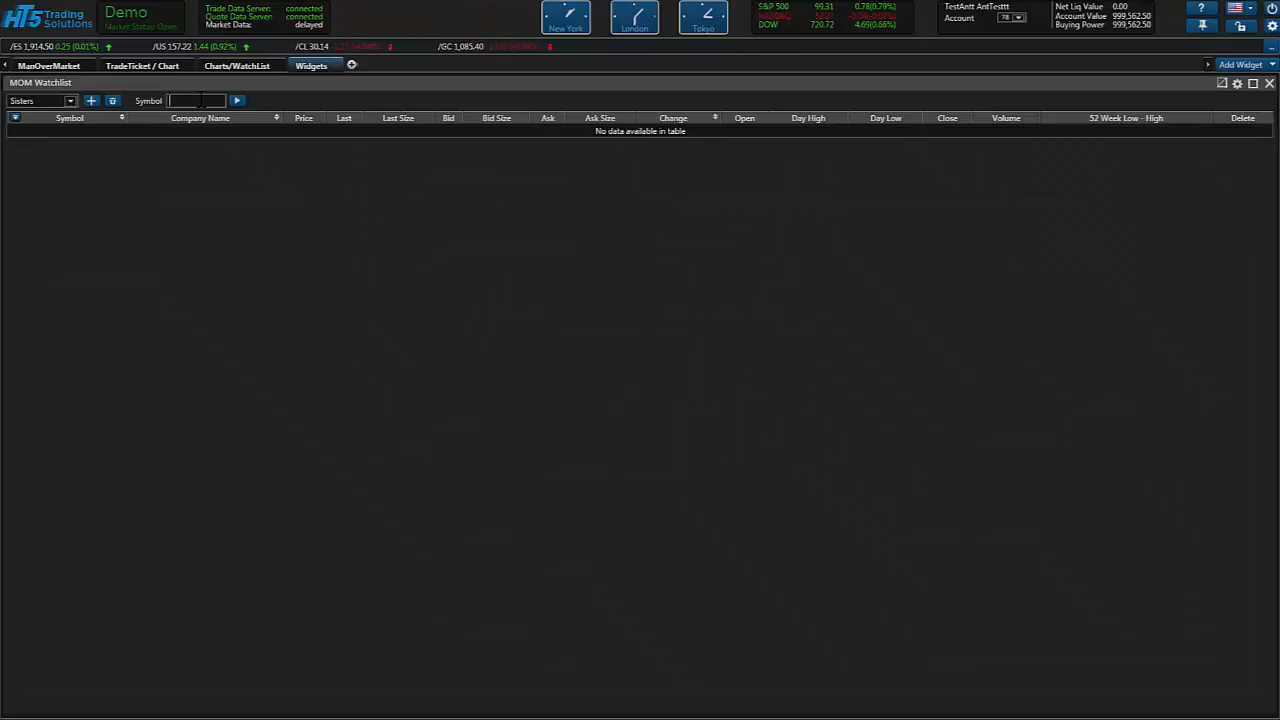 HT5 Trading Solutions
Demo
Market Status: Open
Trade Data Server: connected
Quote Data Server: connected
Market Data: delayed
New York
London
Tokyo
S&P 500 99.31 0.78(0.79%)
NASDAQ
DOW 720.72 4.69(0.66%)
TestAntt AntTesttt
Account 78
Net Liq Value 0.00
Account Value 999,562.50
Buying Power 999,562.50
?
/ES 1,914.50 0.25 (0.01%) /US 157.22 1.44 (0.92%) /CL 30.14 /GC 1,085.40
ManOverMarket TradeTicket / Chart Charts/WatchList Widgets Add Widget
MOM Watchlist
Sisters Symbol
Symbol Company Name Price Last Last Size Bid Bid Size Ask Ask Size Change Open Day High Day Low Close Volume 52 Week Low - High Delete
No data available in table